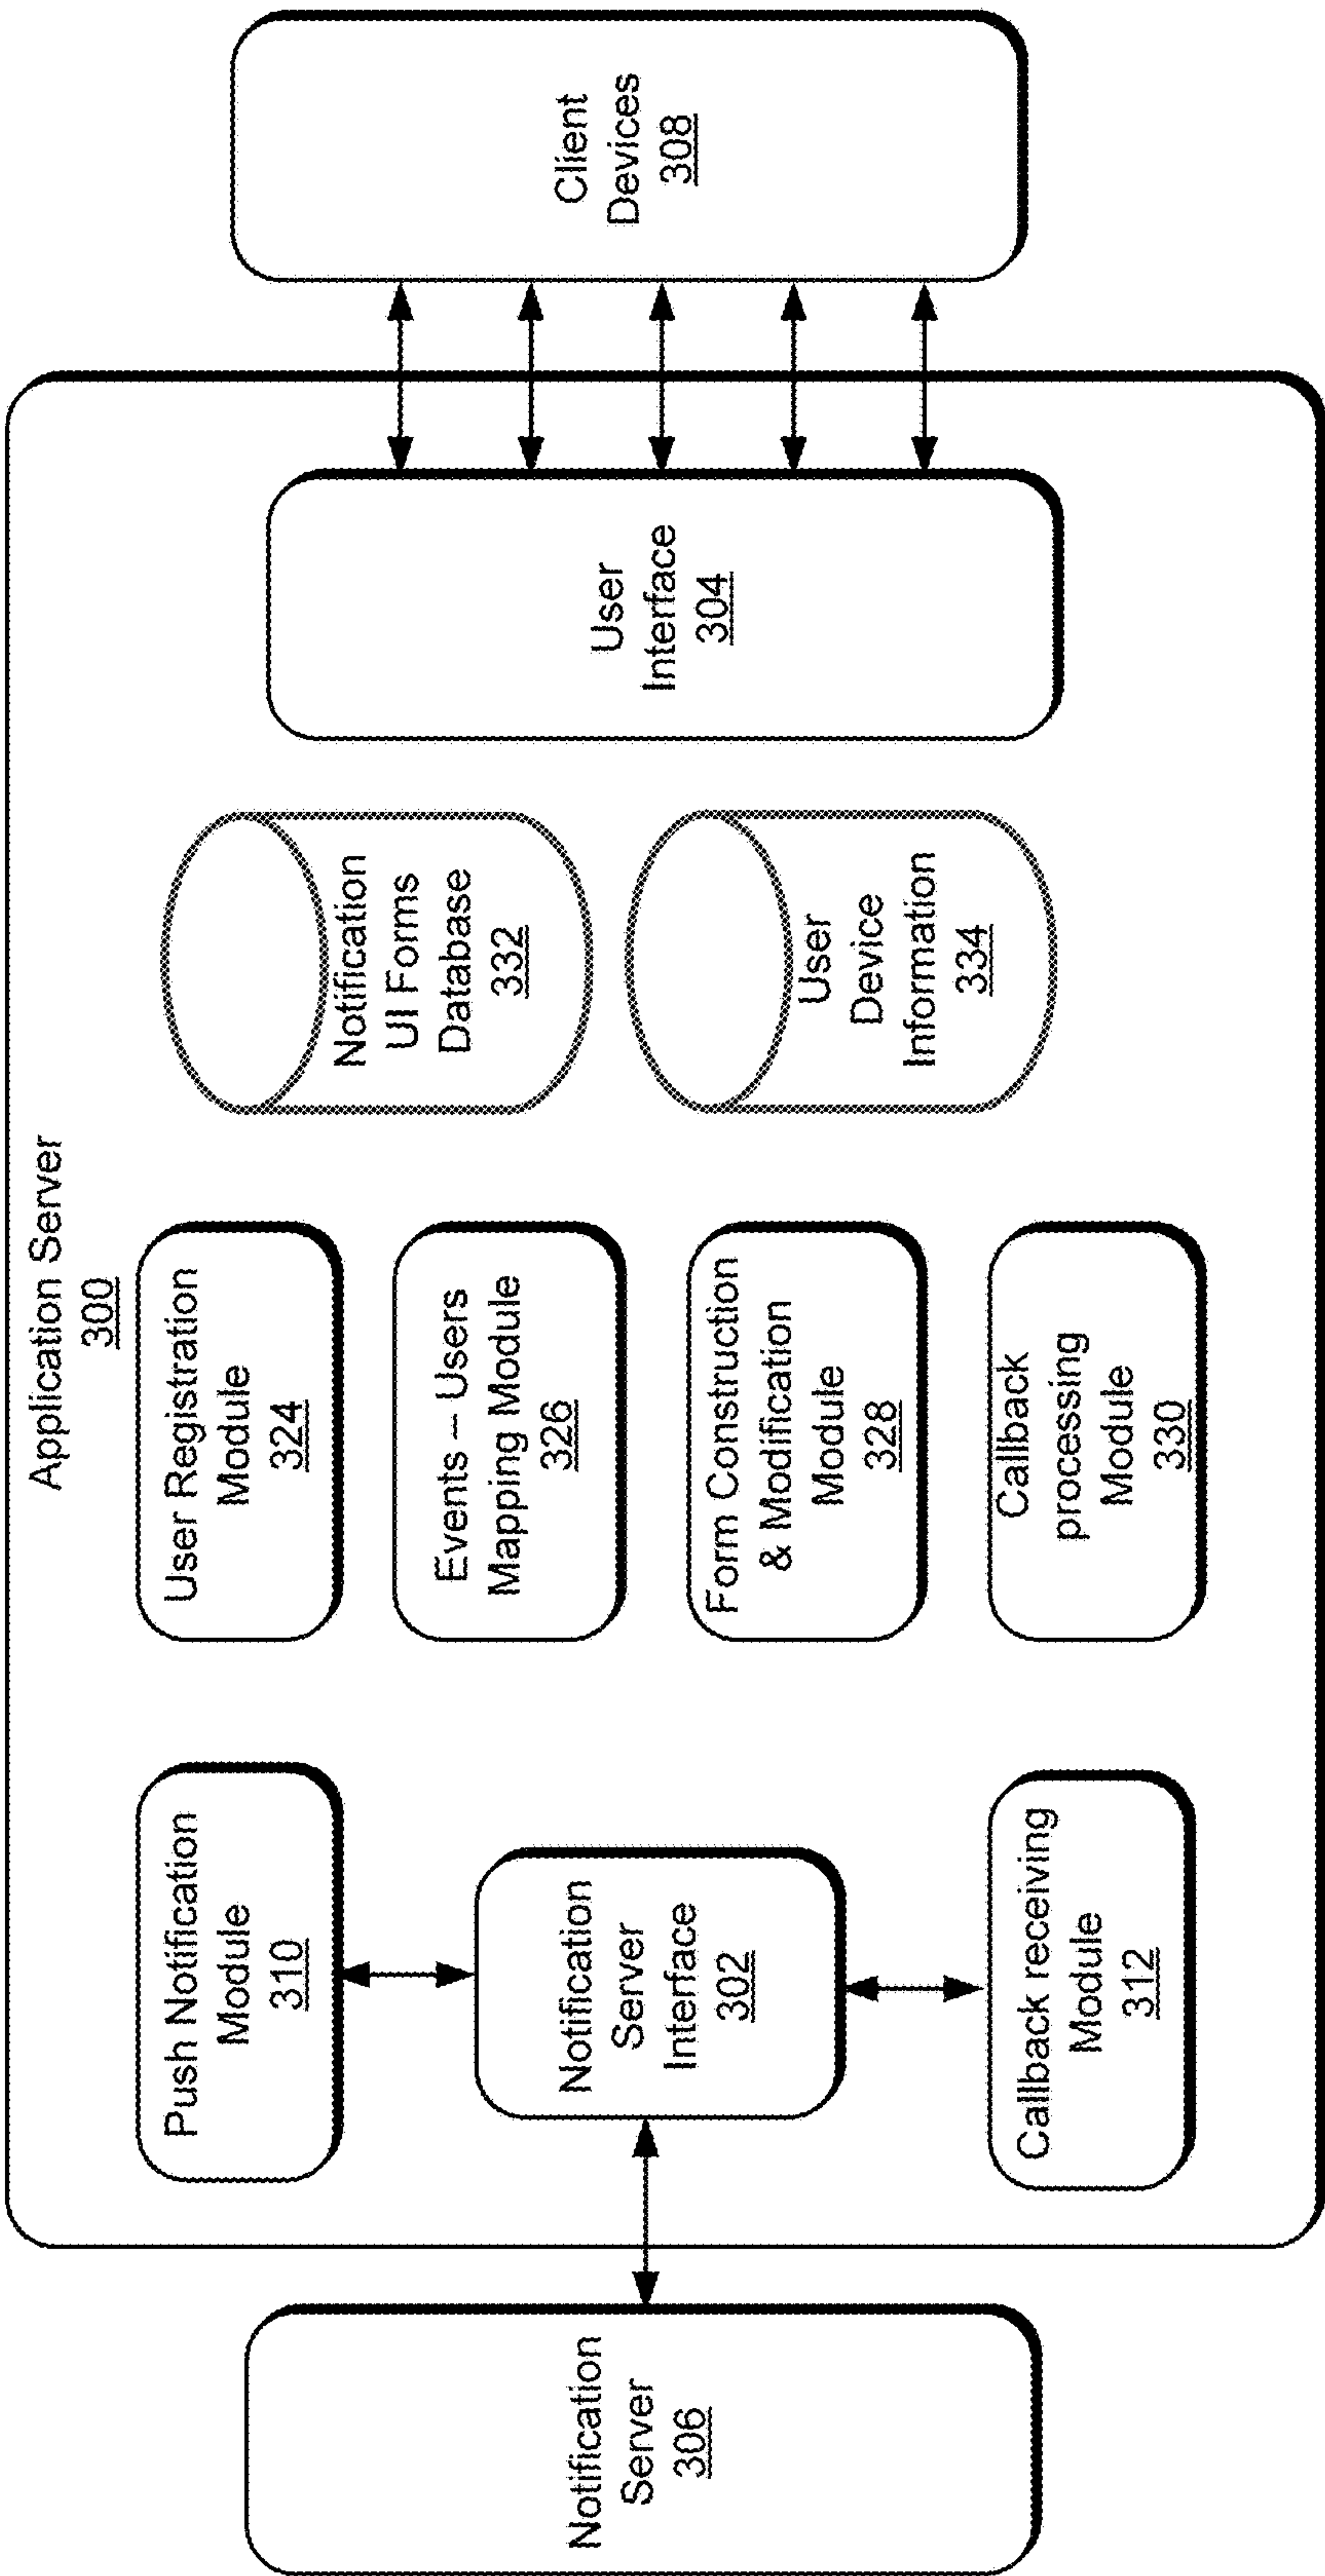 Application Server
300
Notification
Server
306
Push Notification
Module
310
Notification
Server
Interface
302
Callback receiving
Module
312
User Registration
Module
324
Events – Users
Mapping Module
326
Form Construction
& Modification
Module
328
Callback
processing
Module
330
Notification
UI Forms
Database
332
User
Device
Information
334
User
Interface
304
Client
Devices
308